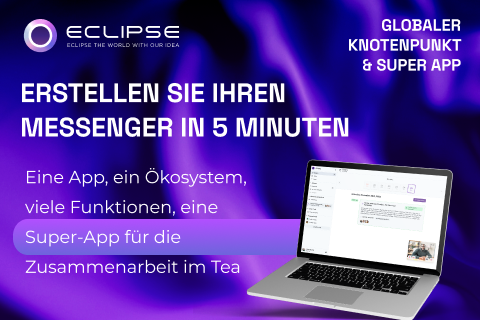 ECLIPSE
ECLIPSE THE WORLD WITH OUR IDEA
GLOBALER
KNOTENPUNKT
& SUPER APP
ERSTELLEN SIE IHREN
MESSENGER IN 5 MINUTEN
Eine App, ein Ökosystem,
viele Funktionen, eine
Super-App für die
Zusammenarbeit im Tea